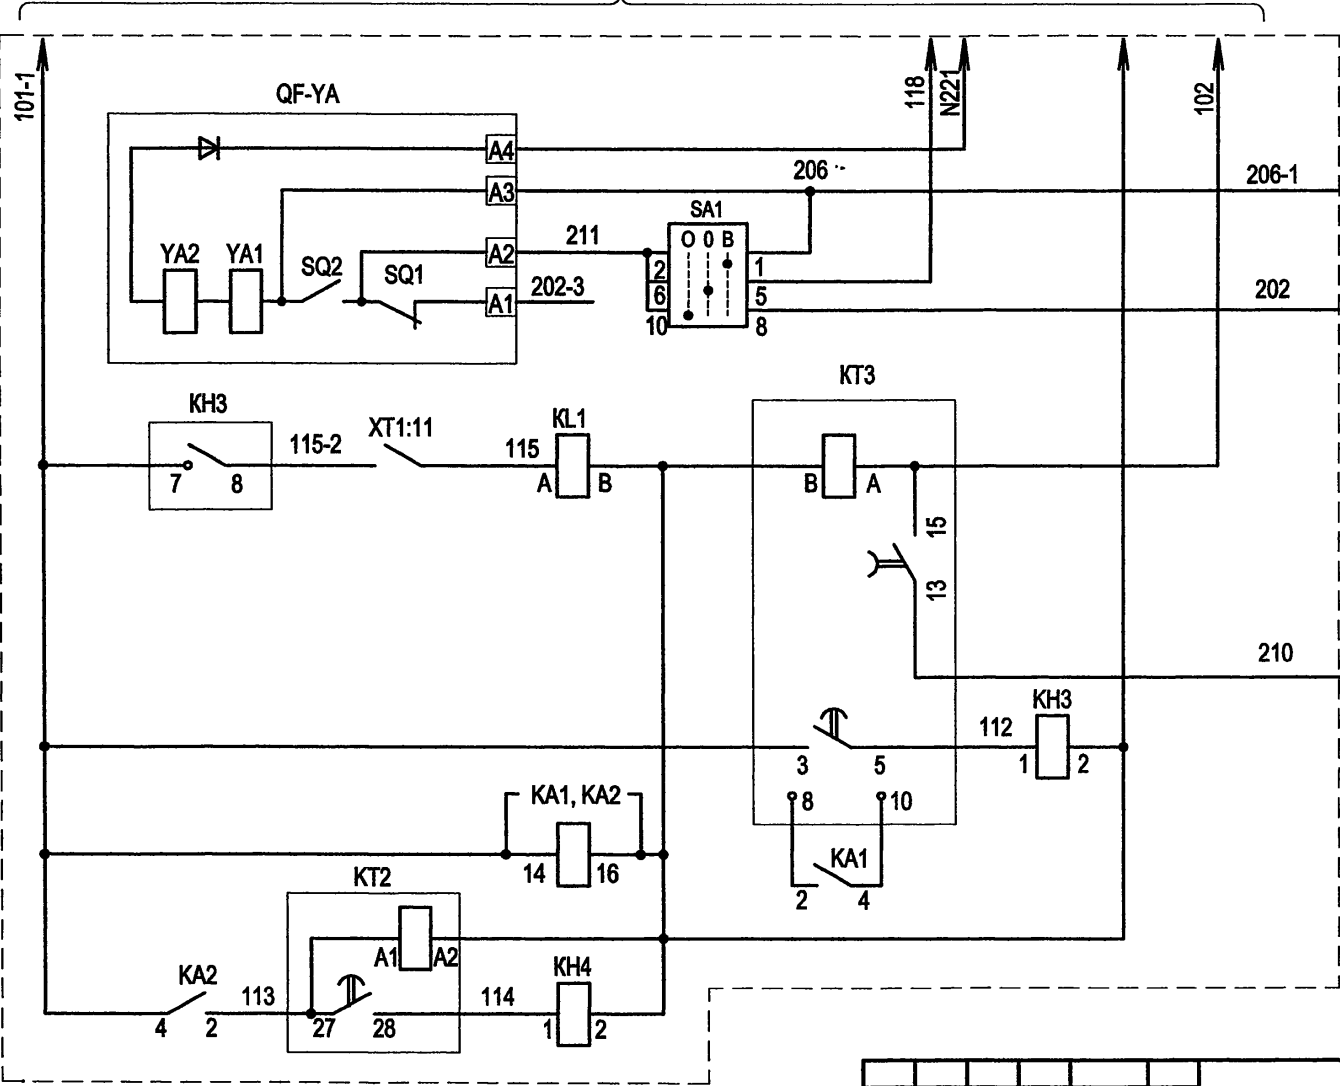 101-1
QF-YA
118
N221
102
A4
206
206-1
A3
SA1
YA2
YA1
SQ2
SQ1
A2
211
O 0 B
2
1
A1
202-3
6
5
202
10
8
KT3
KH3
XT1:11
KL1
115-2
115
7
8
A
B
B
A
15
13
210
KH3
112
3
5
1
2
KA1, KA2
8
10
14
16
KA1
2
4
KT2
A1
A2
KA2
KH4
113
114
4
2
27
28
1
2